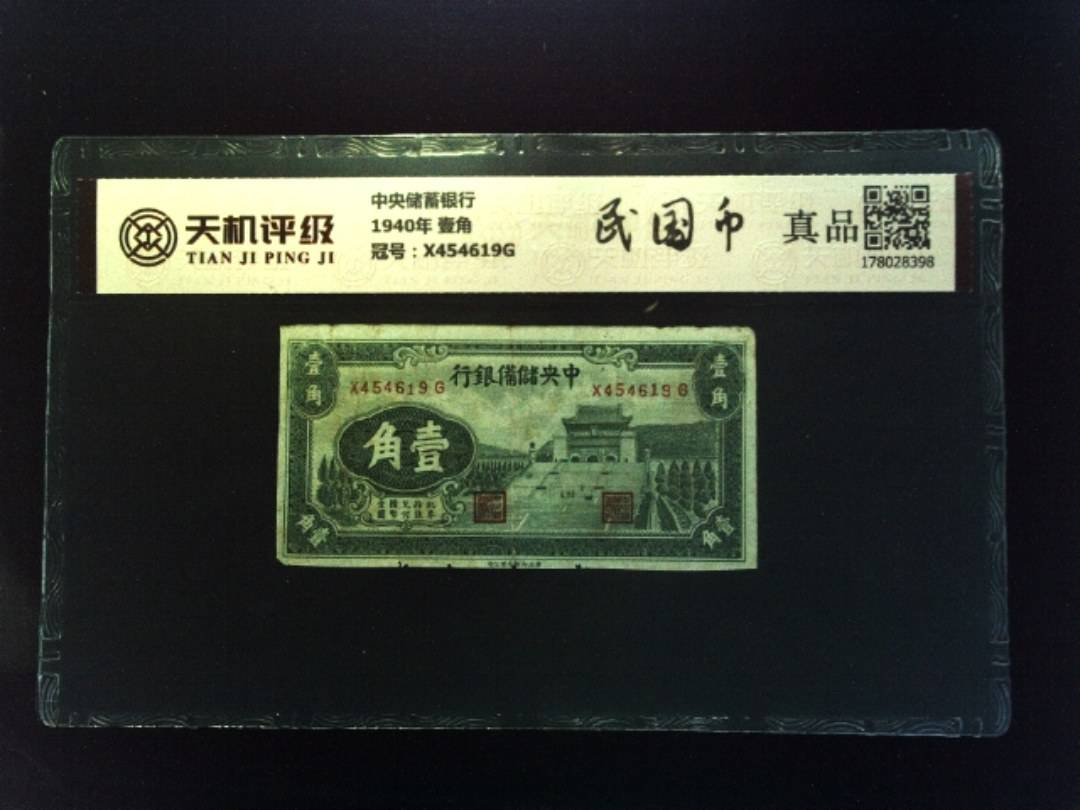 天机评级
TIAN JI PING JI
中央储蓄银行
1940年 壹角
冠号：X454619G
民国币
真品
178028398
壹角
壹角
行銀備儲央中
X454619G
X454619G
角壹
角壹
壹角